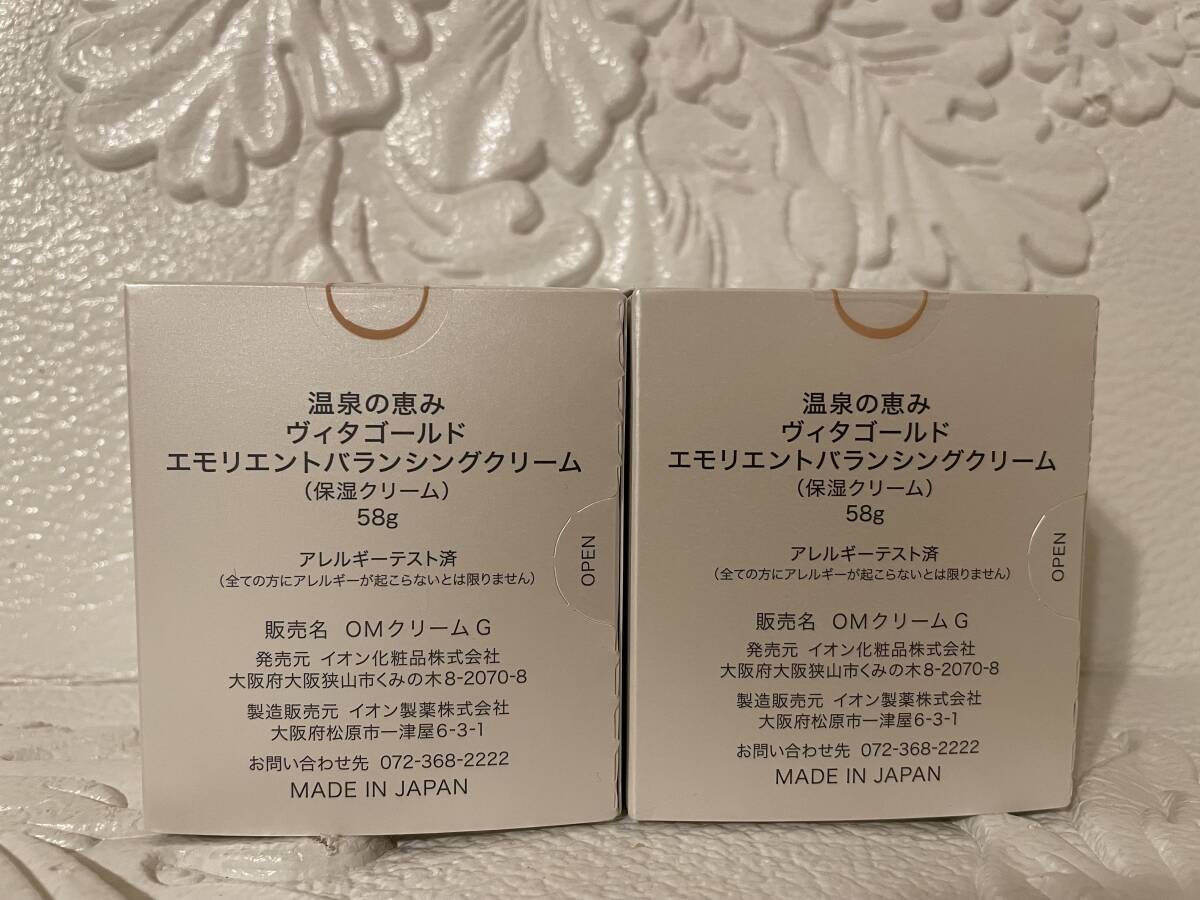 温泉の恵み
ヴィタゴールド
エモリエントバランシングクリーム
（保湿クリーム）
58g
アレルギーテスト済
（全ての方にアレルギーが起こらないとは限りません）
OPEN
販売名 OMクリームG
発売元 イオン化粧品株式会社
大阪府大阪狭山市くみの木8-2070-8
製造販売元 イオン製薬株式会社
大阪府松原市一津屋6-3-1
お問い合わせ先 072-368-2222
MADE IN JAPAN
温泉の恵み
ヴィタゴールド
エモリエントバランシングクリーム
（保湿クリーム）
58g
アレルギーテスト済
（全ての方にアレルギーが起こらないとは限りません）
OPEN
販売名 OMクリームG
発売元 イオン化粧品株式会社
大阪府大阪狭山市くみの木8-2070-8
製造販売元 イオン製薬株式会社
大阪府松原市一津屋6-3-1
お問い合わせ先 072-368-2222
MADE IN JAPAN